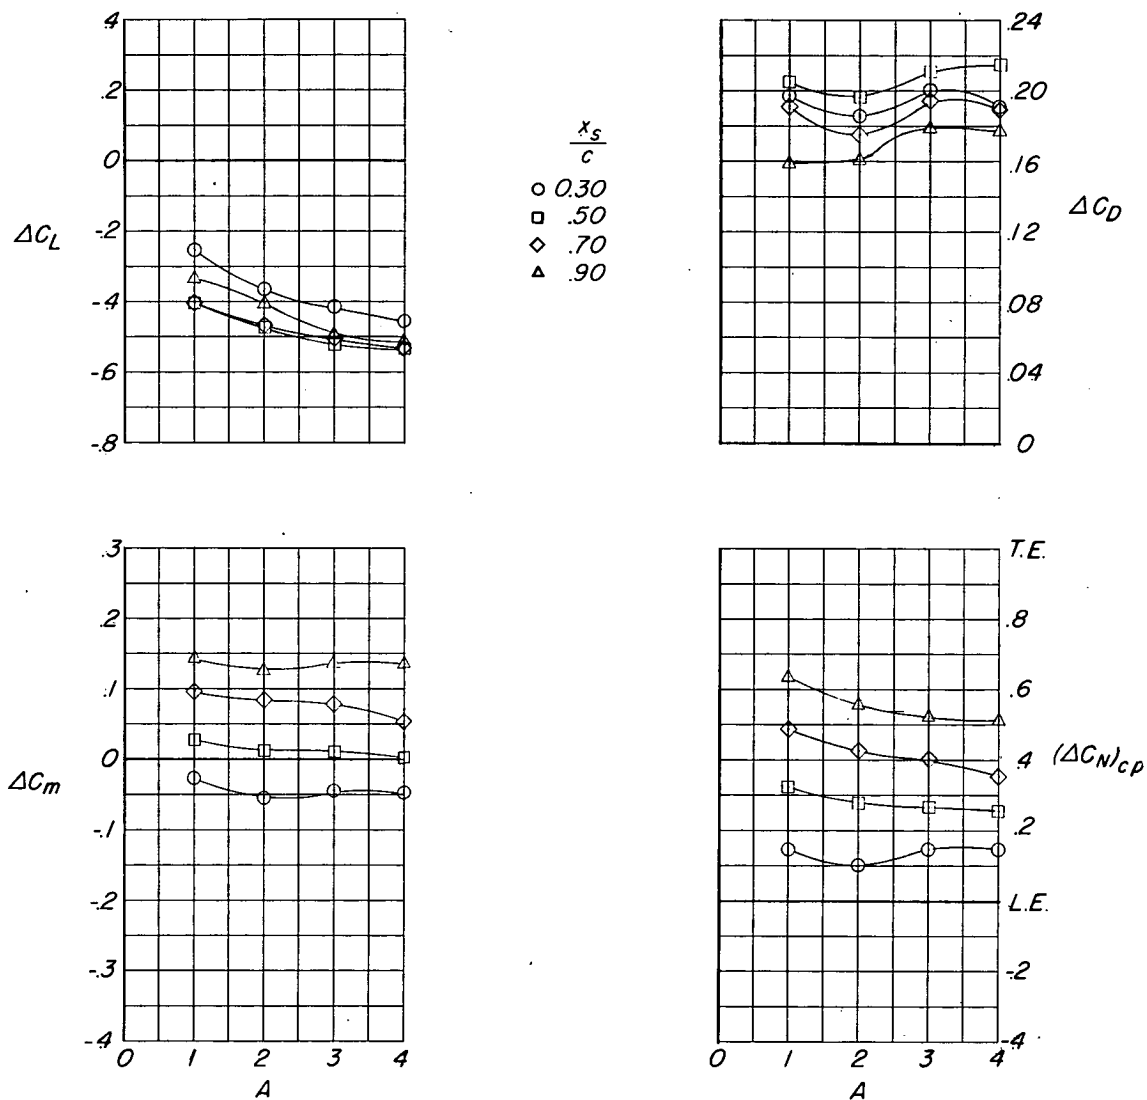 .4
.2
0
-.2
-.4
-.6
-.8
ΔC_L
x_s
c
○ 0.30
□ .50
◇ .70
△ .90
.24
.20
.16
.12
.08
.04
0
ΔC_D
.3
.2
.1
0
-.1
-.2
-.3
-.4
ΔC_m
0 1 2 3 4
A
T.E.
.8
.6
.4
.2
L.E.
-.2
-.4
(ΔC_N)_cp
0 1 2 3 4
A